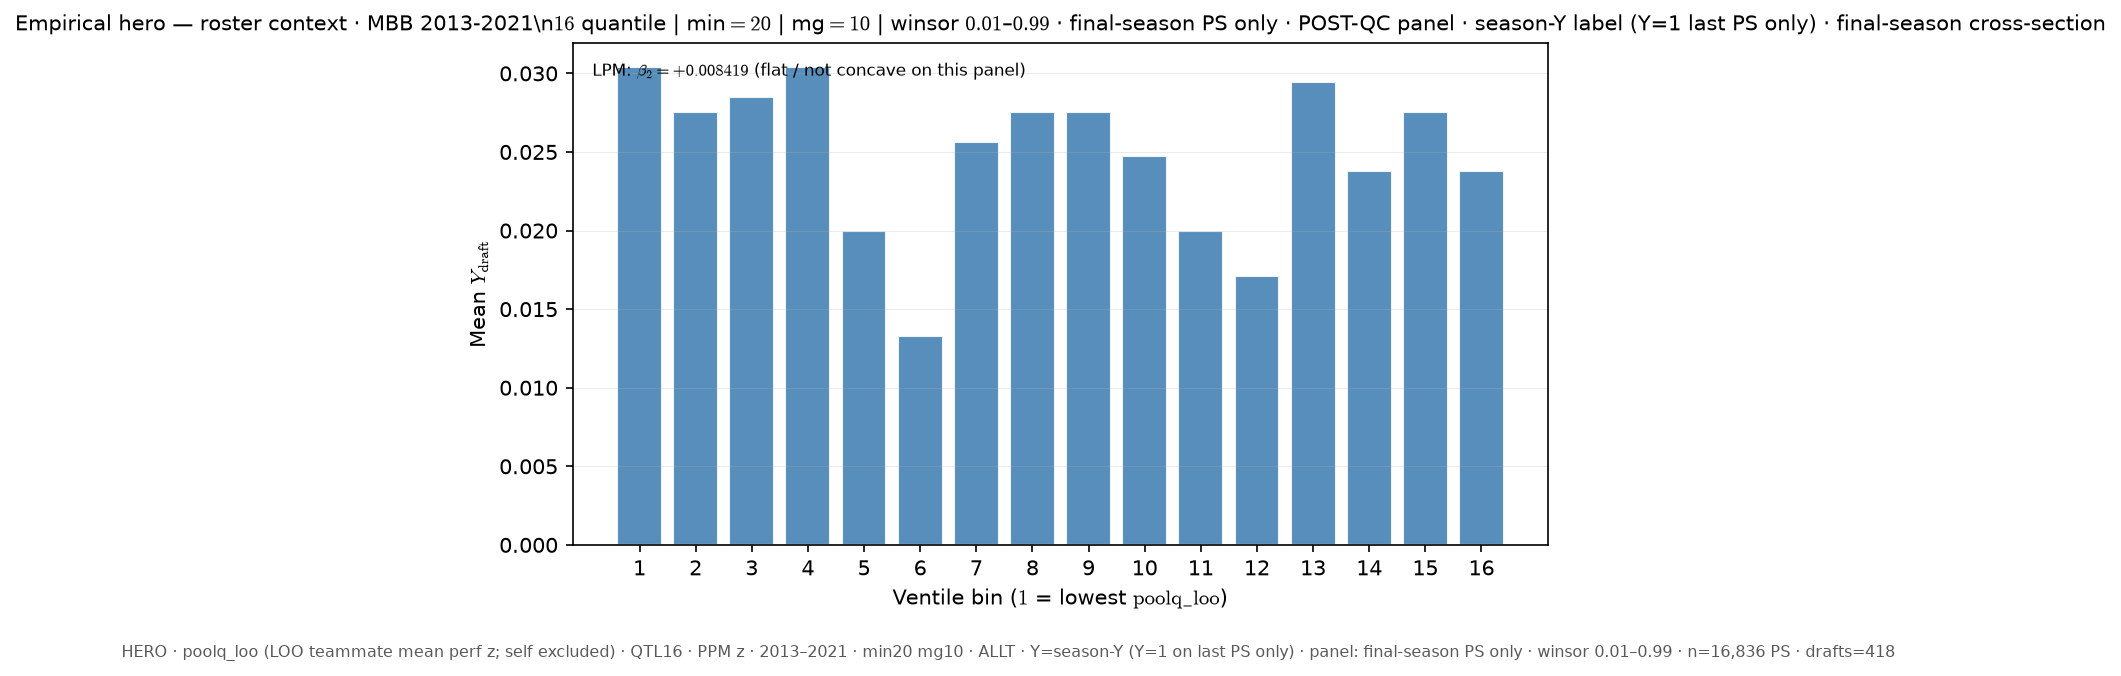 Empirical hero — roster context · MBB 2013-2021\n16 quantile | min = 20 | mg = 10 | winsor 0.01–0.99 · final-season PS only · POST-QC panel · season-Y label (Y=1 last PS only) · final-season cross-section
LPM: β₂ = +0.008419 (flat / not concave on this panel)
0.030
0.025
0.020
0.015
0.010
0.005
0.000
Mean Y_draft
1 2 3 4 5 6 7 8 9 10 11 12 13 14 15 16
Ventile bin (1 = lowest poolq_loo)
HERO · poolq_loo (LOO teammate mean perf z; self excluded) · QTL16 · PPM z · 2013–2021 · min20 mg10 · ALLT · Y=season-Y (Y=1 on last PS only) · panel: final-season PS only · winsor 0.01–0.99 · n=16,836 PS · drafts=418